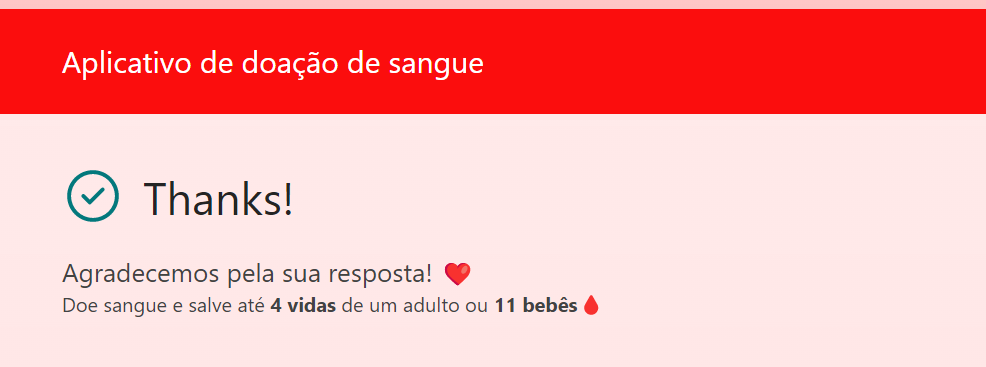 Aplicativo de doação de sangue
Thanks!
Agradecemos pela sua resposta! ❤️
Doe sangue e salve até 4 vidas de um adulto ou 11 bebês 🩸